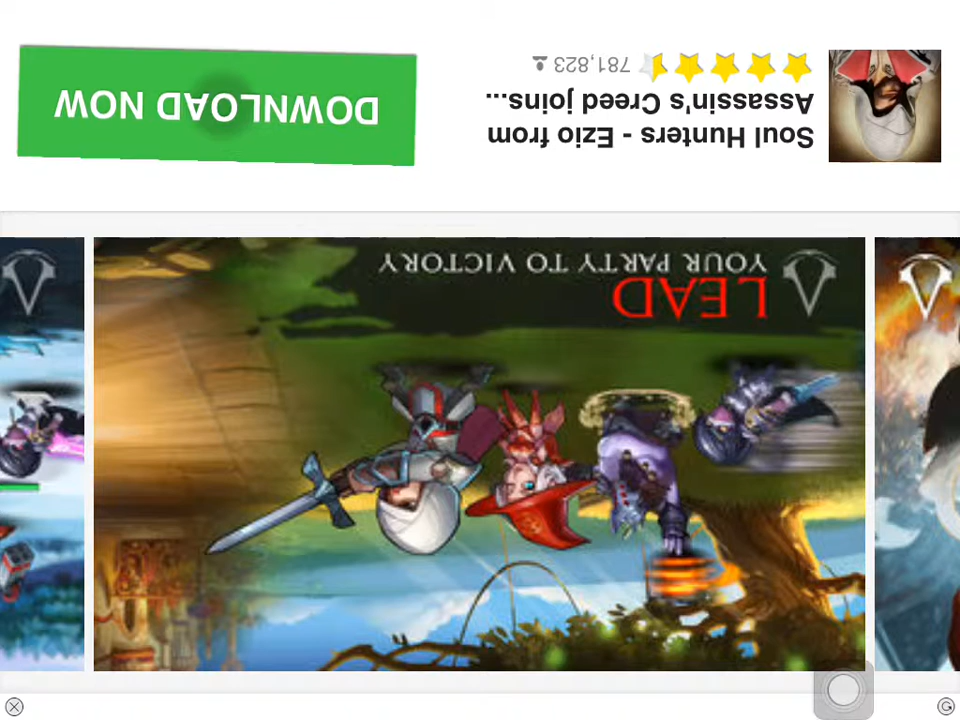 Soul Hunters - Ezio from
Assassin's Creed joins...
781,823
DOWNLOAD NOW
LEAD
YOUR PARTY TO VICTORY